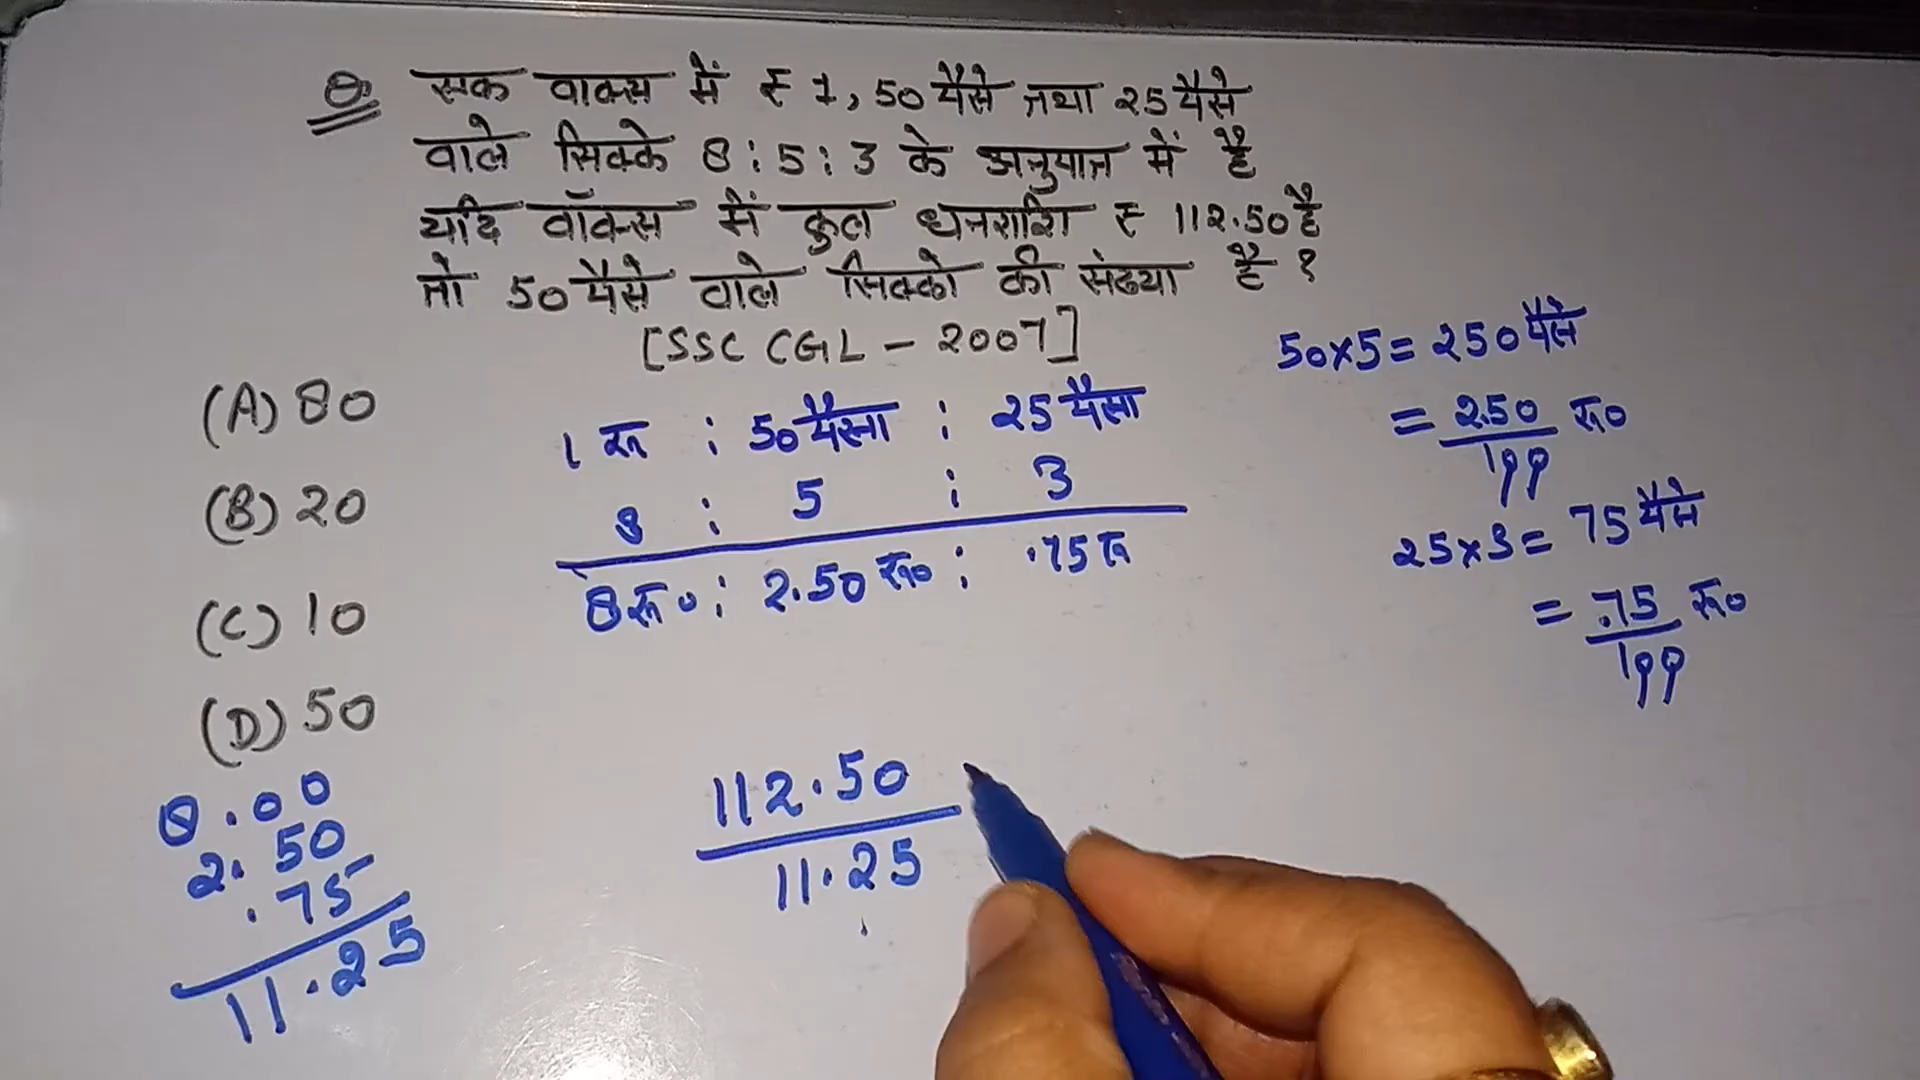 Q. एक वाक्स में ₹ 1, 50 पैसे तथा 25 पैसे
वाले सिक्के 8 : 5 : 3 के अनुपात में है
यदि बॉक्स में कुल धनराशि ₹ 112.50 है
तो 50 पैसे वाले सिक्को की संख्या है ?
[SSC CGL - 2007]
(A) 80
(B) 20
(C) 10
(D) 50
1 रू : 50 पैसा : 25 पैसा
8 : 5 : 3
8 रू० : 2.50 रू० : .75 रू
50×5 = 250 पैसे
= 2.50/100 रू०
25×3 = 75 पैसे
= .75/100 रू०
8.00
2.50
.75
11.25
112.50
11.25